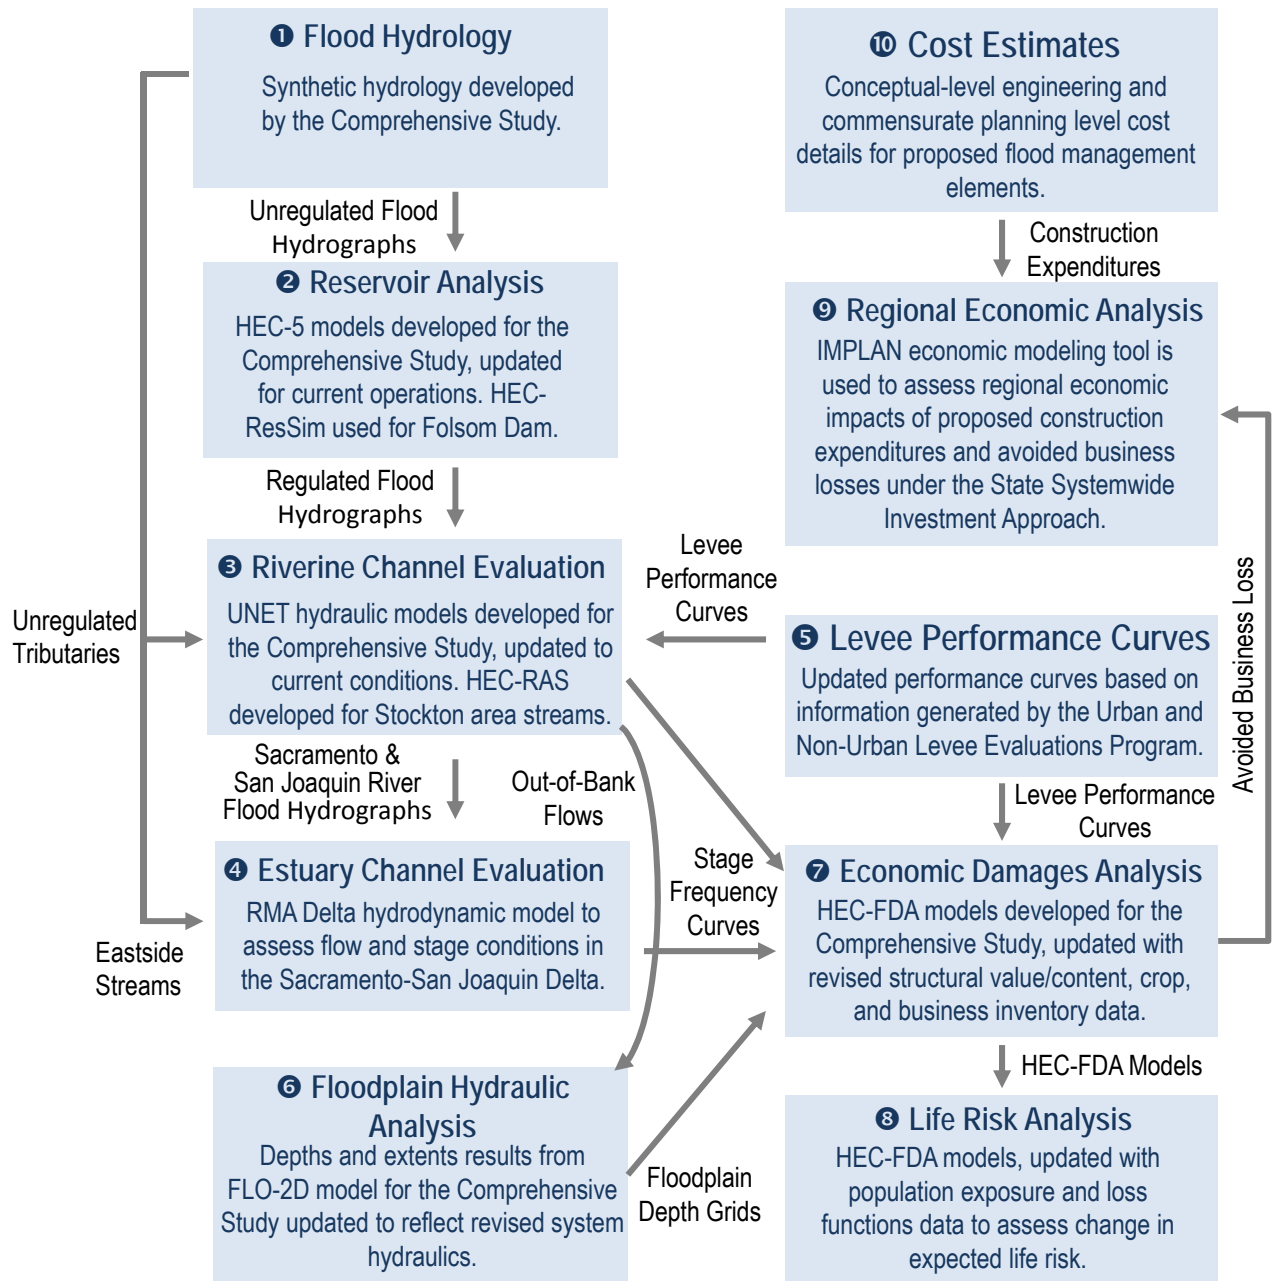 ❶ Flood Hydrology
Synthetic hydrology developed
by the Comprehensive Study.
Unregulated Flood
Hydrographs
❷ Reservoir Analysis
HEC-5 models developed for the
Comprehensive Study, updated
for current operations. HEC-
ResSim used for Folsom Dam.
Regulated Flood
Hydrographs
❸ Riverine Channel Evaluation
UNET hydraulic models developed for
the Comprehensive Study, updated to
current conditions. HEC-RAS
developed for Stockton area streams.
Unregulated
Tributaries
Sacramento &
San Joaquin River
Flood Hydrographs
Out-of-Bank
Flows
❹ Estuary Channel Evaluation
RMA Delta hydrodynamic model to
assess flow and stage conditions in
the Sacramento-San Joaquin Delta.
Eastside
Streams
❻ Floodplain Hydraulic
Analysis
Depths and extents results from
FLO-2D model for the Comprehensive
Study updated to reflect revised system
hydraulics.
❿ Cost Estimates
Conceptual-level engineering and
commensurate planning level cost
details for proposed flood management
elements.
Construction
Expenditures
❾ Regional Economic Analysis
IMPLAN economic modeling tool is
used to assess regional economic
impacts of proposed construction
expenditures and avoided business
losses under the State Systemwide
Investment Approach.
Levee
Performance
Curves
❺ Levee Performance Curves
Updated performance curves based on
information generated by the Urban and
Non-Urban Levee Evaluations Program.
Avoided Business Loss
Levee Performance
Curves
Stage
Frequency
Curves
❼ Economic Damages Analysis
HEC-FDA models developed for the
Comprehensive Study, updated with
revised structural value/content, crop,
and business inventory data.
HEC-FDA Models
Floodplain
Depth Grids
❽ Life Risk Analysis
HEC-FDA models, updated with
population exposure and loss
functions data to assess change in
expected life risk.